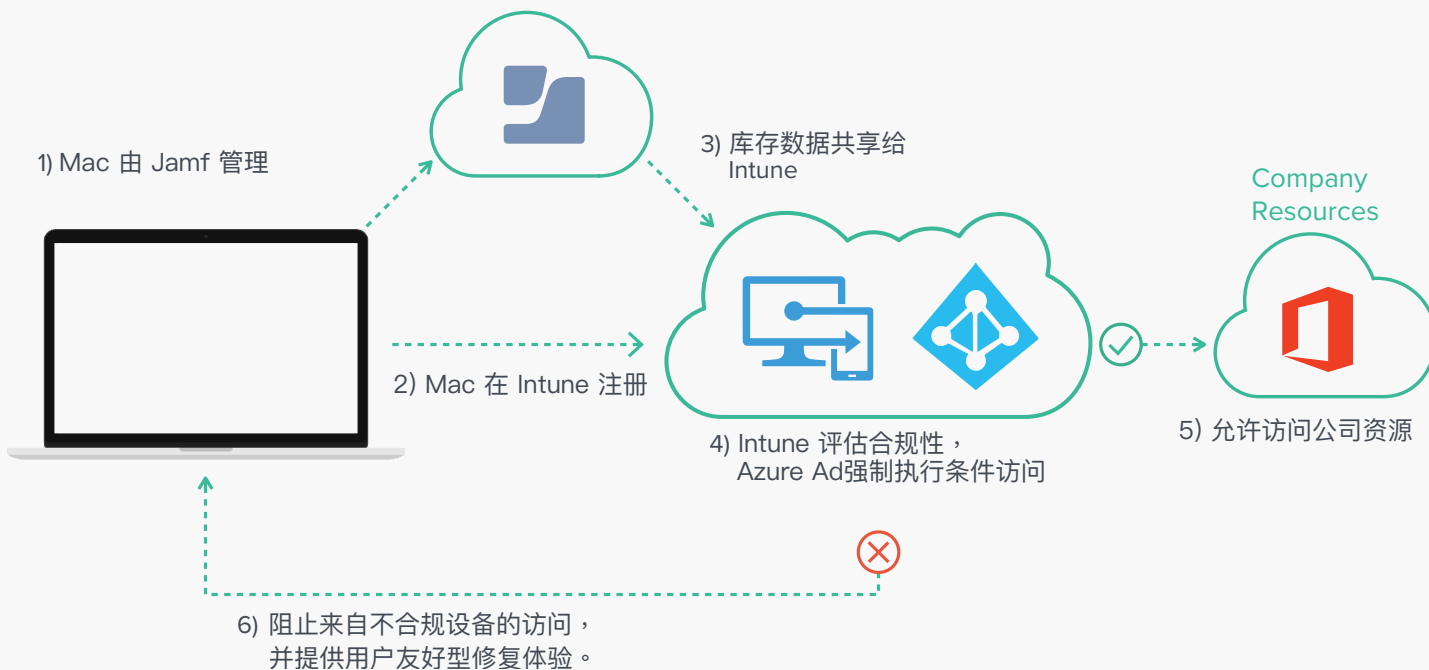 1) Mac 由 Jamf 管理
3) 库存数据共享给
Intune
Company
Resources
2) Mac 在 Intune 注册
4) Intune 评估合规性，
Azure Ad强制执行条件访问
5) 允许访问公司资源
6) 阻止来自不合规设备的访问，
并提供用户友好型修复体验。